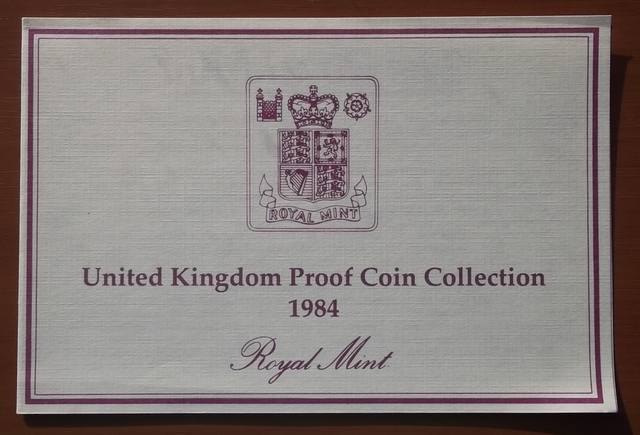 ROYAL MINT
United Kingdom Proof Coin Collection
1984
Royal Mint